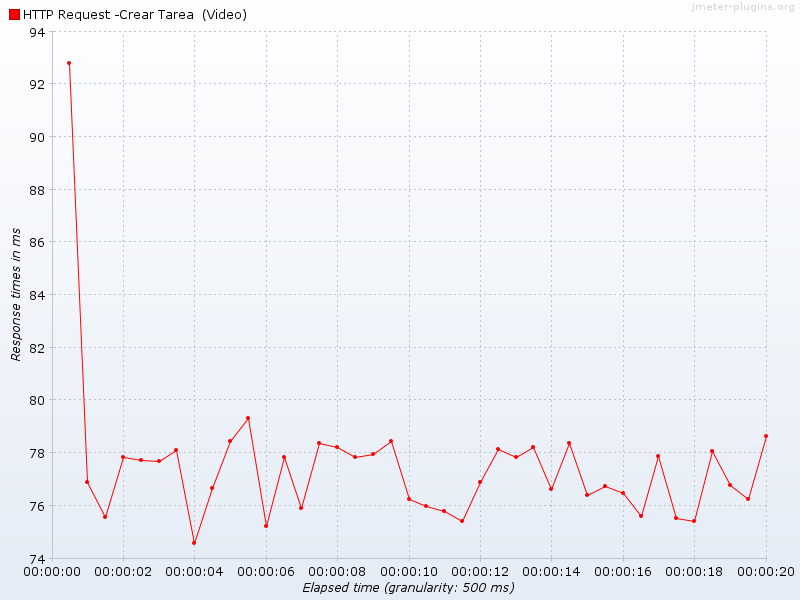 jmeter-plugins.org
HTTP Request -Crear Tarea (Video)
94
92
90
88
86
84
82
80
78
76
74
Response times in ms
00:00:00 00:00:02 00:00:04 00:00:06 00:00:08 00:00:10 00:00:12 00:00:14 00:00:16 00:00:18 00:00:20
Elapsed time (granularity: 500 ms)